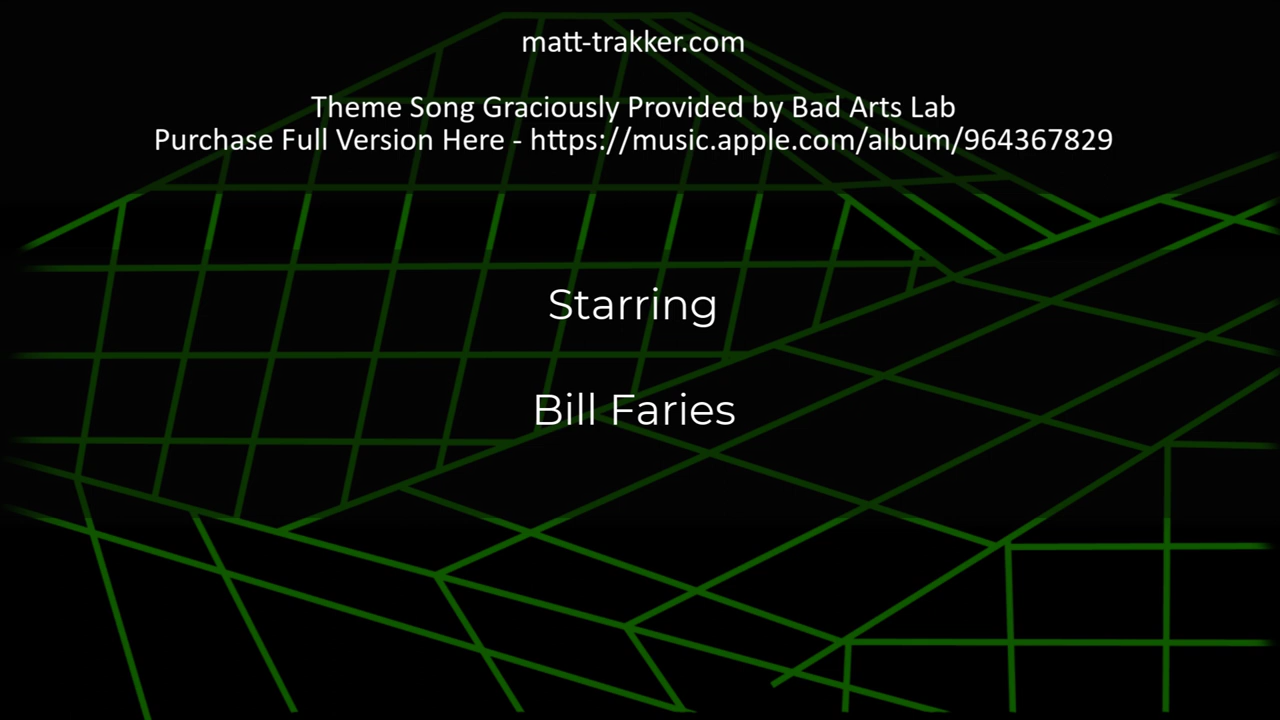 matt-trakker.com
Theme Song Graciously Provided by Bad Arts Lab
Purchase Full Version Here - https://music.apple.com/album/964367829
Starring
Bill Faries